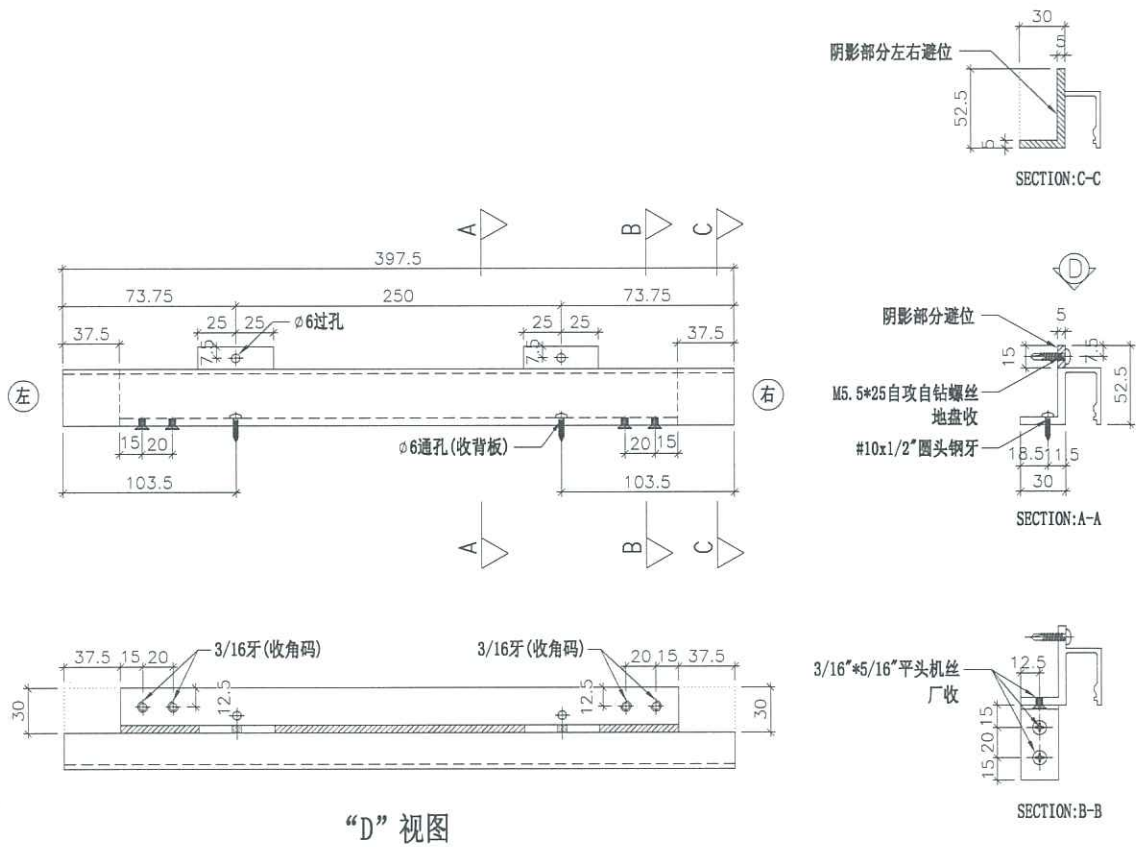 30
5
阴影部分左右避位
52.5
5
SECTION:C-C
A
B
C
397.5
73.75
250
73.75
37.5
25
25
φ6过孔
25
25
37.5
7.5
7.5
左
右
15
20
φ6通孔(收背板)
20
15
103.5
103.5
A
B
C
D
阴影部分避位
5
15
7.5
52.5
M5.5*25自攻自钻螺丝
地盘收
#10x1/2"圆头钢牙
18.5
11.5
30
SECTION:A-A
37.5
15
20
3/16牙(收角码)
3/16牙(收角码)
20
15
37.5
30
12.5
12.5
30
3/16"*5/16"平头机丝
厂收
12.5
15
20
15
SECTION:B-B
“D”视图